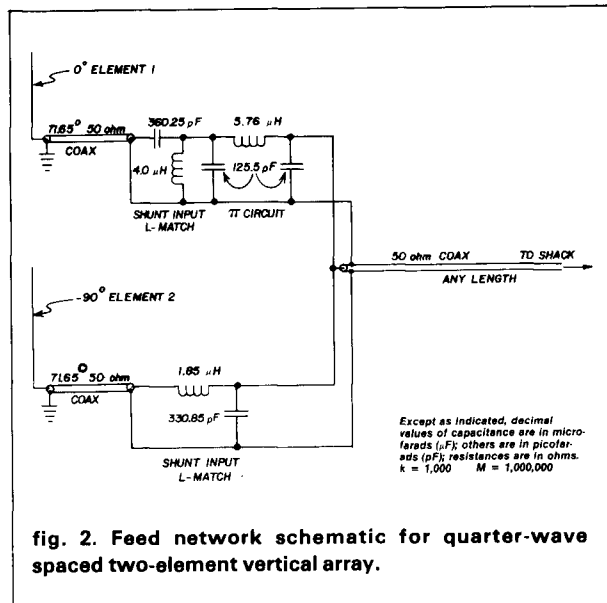 0° ELEMENT 1
71.65° 50 ohm
COAX
360.25 pF
5.76 μH
4.0 μH
125.5 pF
SHUNT INPUT
L-MATCH
π CIRCUIT
50 ohm COAX TO SHACK
ANY LENGTH
-90° ELEMENT 2
71.65° 50 ohm
COAX
1.85 μH
330.85 pF
SHUNT INPUT
L-MATCH
Except as indicated, decimal
values of capacitance are in micro-
farads (μF); others are in picofar-
ads (pF); resistances are in ohms.
k = 1,000 M = 1,000,000
fig. 2. Feed network schematic for quarter-wave
spaced two-element vertical array.